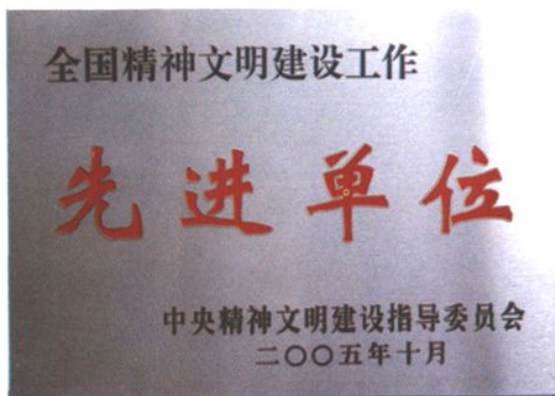 全国精神文明建设工作
先进单位
中央精神文明建设指导委员会
二〇〇五年十月